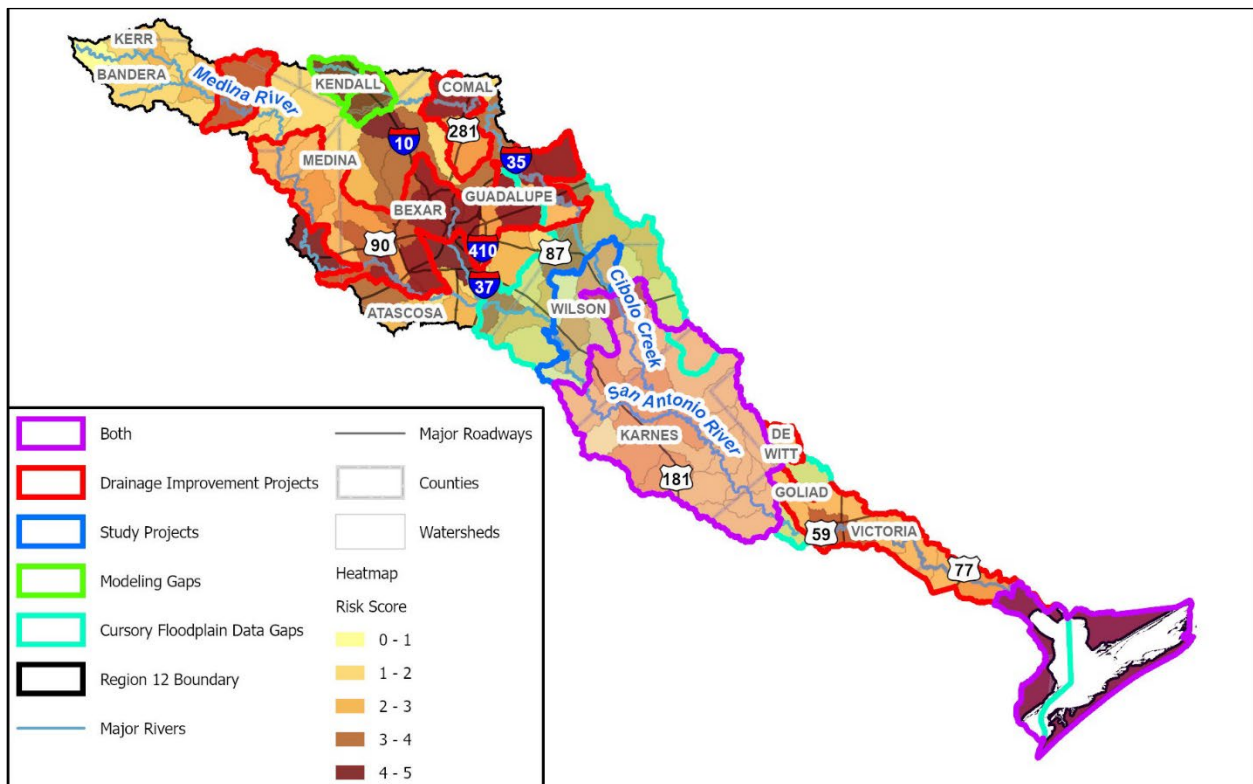 KERR
BANDERA
Medina River
KENDALL
COMAL
281
10
35
MEDINA
GUADALUPE
BEXAR
90
410
87
37
ATASCOSA
WILSON
Cibolo Creek
San Antonio River
KARNES
181
DE
WITT
GOLIAD
59
VICTORIA
77
Both
Drainage Improvement Projects
Study Projects
Modeling Gaps
Cursory Floodplain Data Gaps
Region 12 Boundary
Major Rivers
Major Roadways
Counties
Watersheds
Heatmap
Risk Score
0 - 1
1 - 2
2 - 3
3 - 4
4 - 5